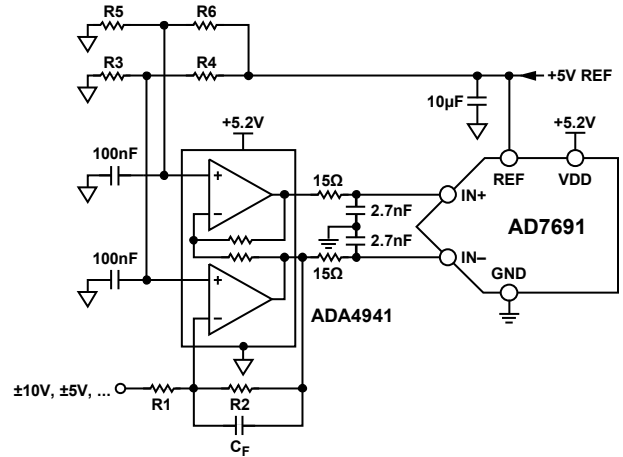 R5
R6
R3
R4
+5V REF
10µF
+5.2V
+5.2V
100nF
15Ω
REF
VDD
+
IN+
−
2.7nF
AD7691
2.7nF
100nF
IN−
+
15Ω
GND
−
ADA4941
±10V, ±5V, ...
R1
R2
CF